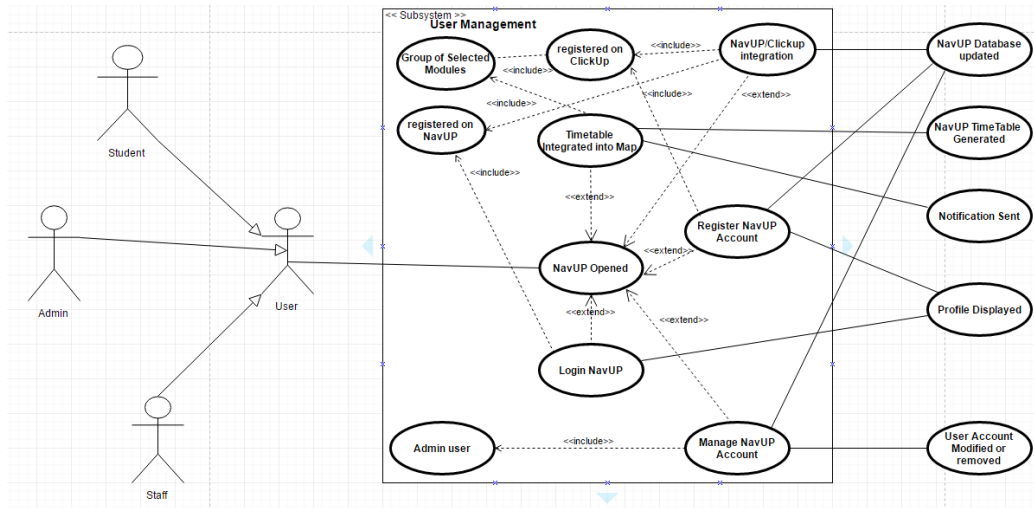 << Subsystem >>
User Management
Group of Selected
Modules
registered on
ClickUp
<<include>>
NavUP/Clickup
integration
NavUP Database
updated
<<include>>
<<include>>
<<include>>
<<extend>>
registered on
NavUP
Timetable
Integrated into Map
NavUP TimeTable
Generated
Student
<<include>>
<<extend>>
Notification Sent
Register NavUP
Account
<<extend>>
NavUP Opened
Admin
User
<<extend>>
<<extend>>
Profile Displayed
Login NavUP
Admin user
<<include>>
Manage NavUP
Account
User Account
Modified or
removed
Staff